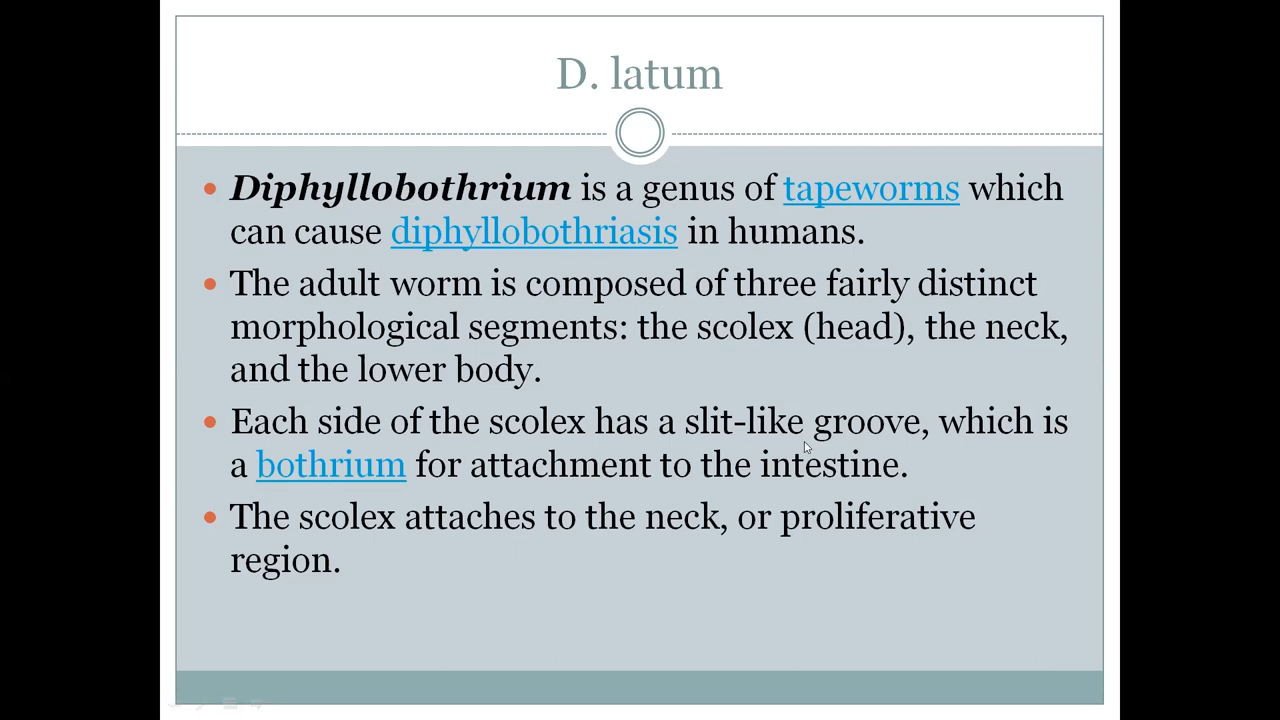 D. latum
• Diphyllobothrium is a genus of tapeworms which
can cause diphyllobothriasis in humans.
• The adult worm is composed of three fairly distinct
morphological segments: the scolex (head), the neck,
and the lower body.
• Each side of the scolex has a slit-like groove, which is
a bothrium for attachment to the intestine.
• The scolex attaches to the neck, or proliferative
region.